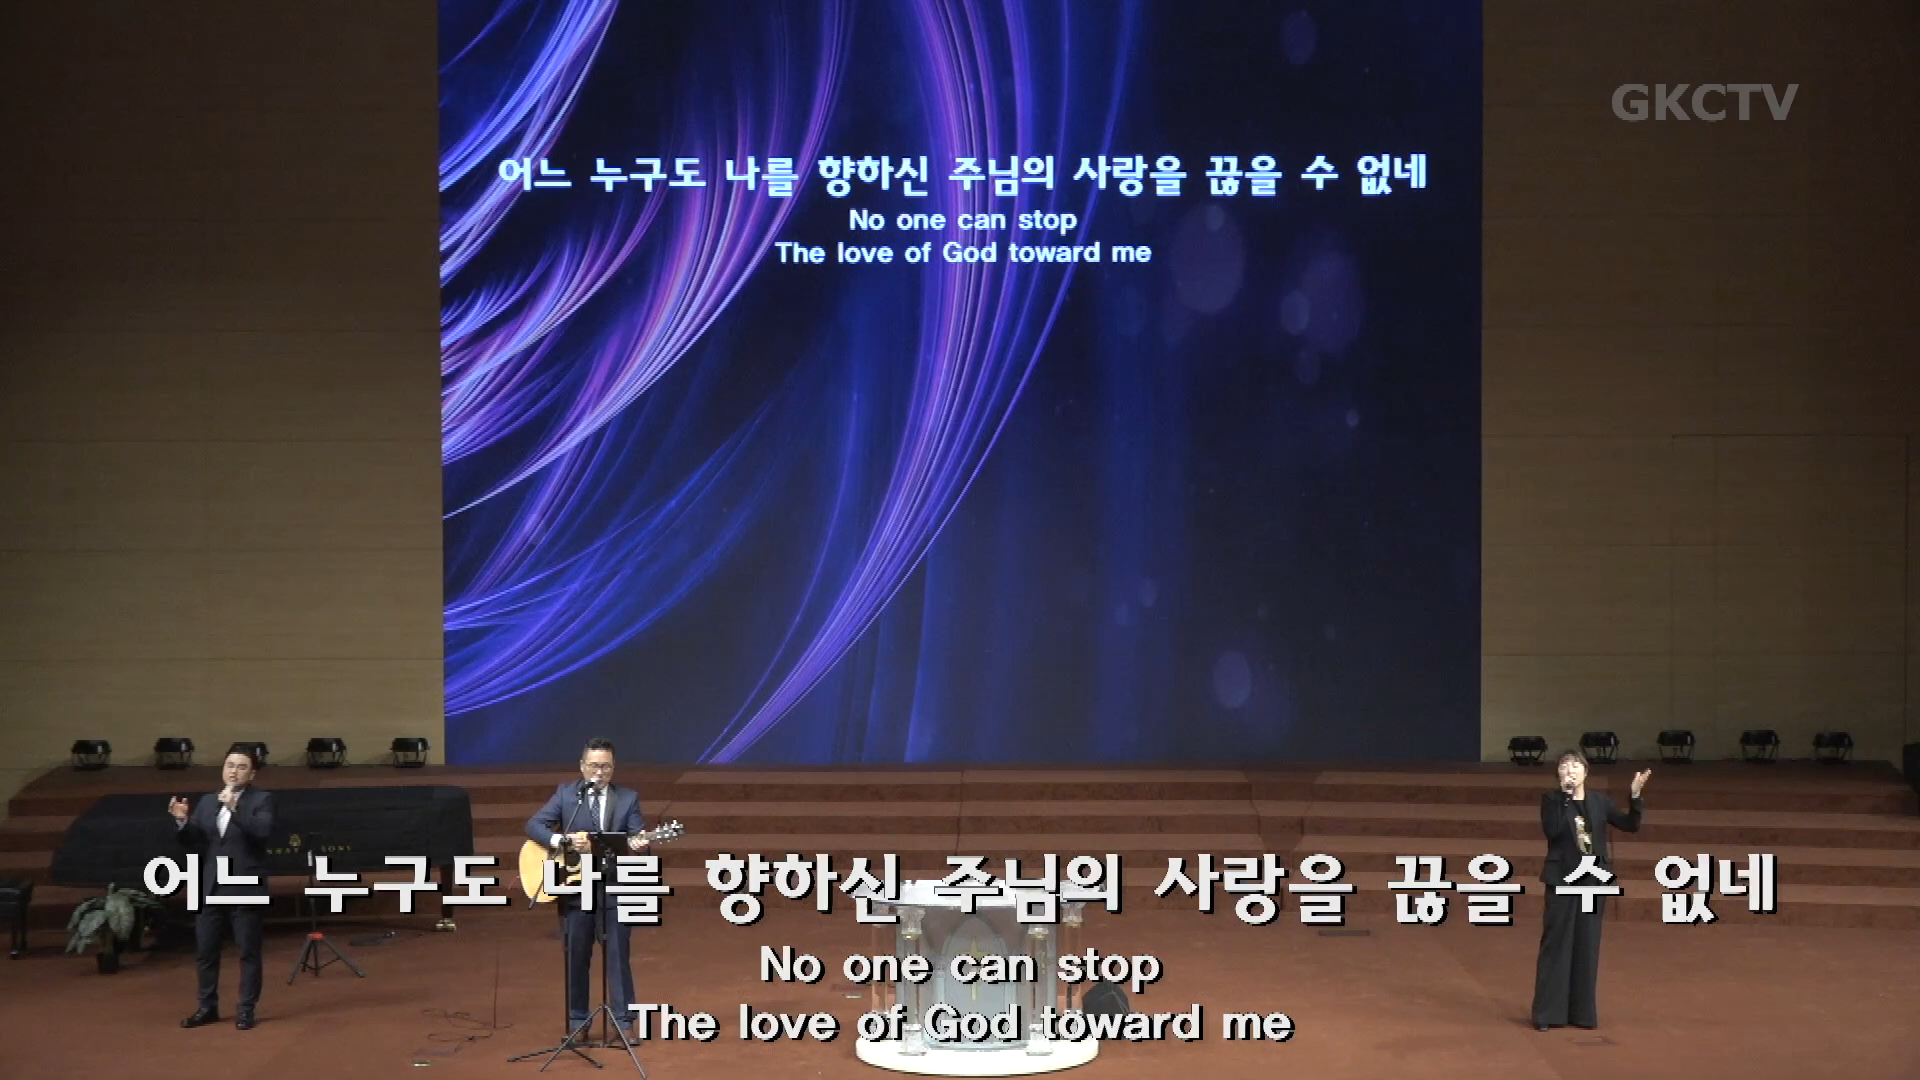 GKCTV
어느 누구도 나를 향하신 주님의 사랑을 끊을 수 없네
No one can stop
The love of God toward me
어느 누구도 나를 향하신 주님의 사랑을 끊을 수 없네
No one can stop
The love of God toward me